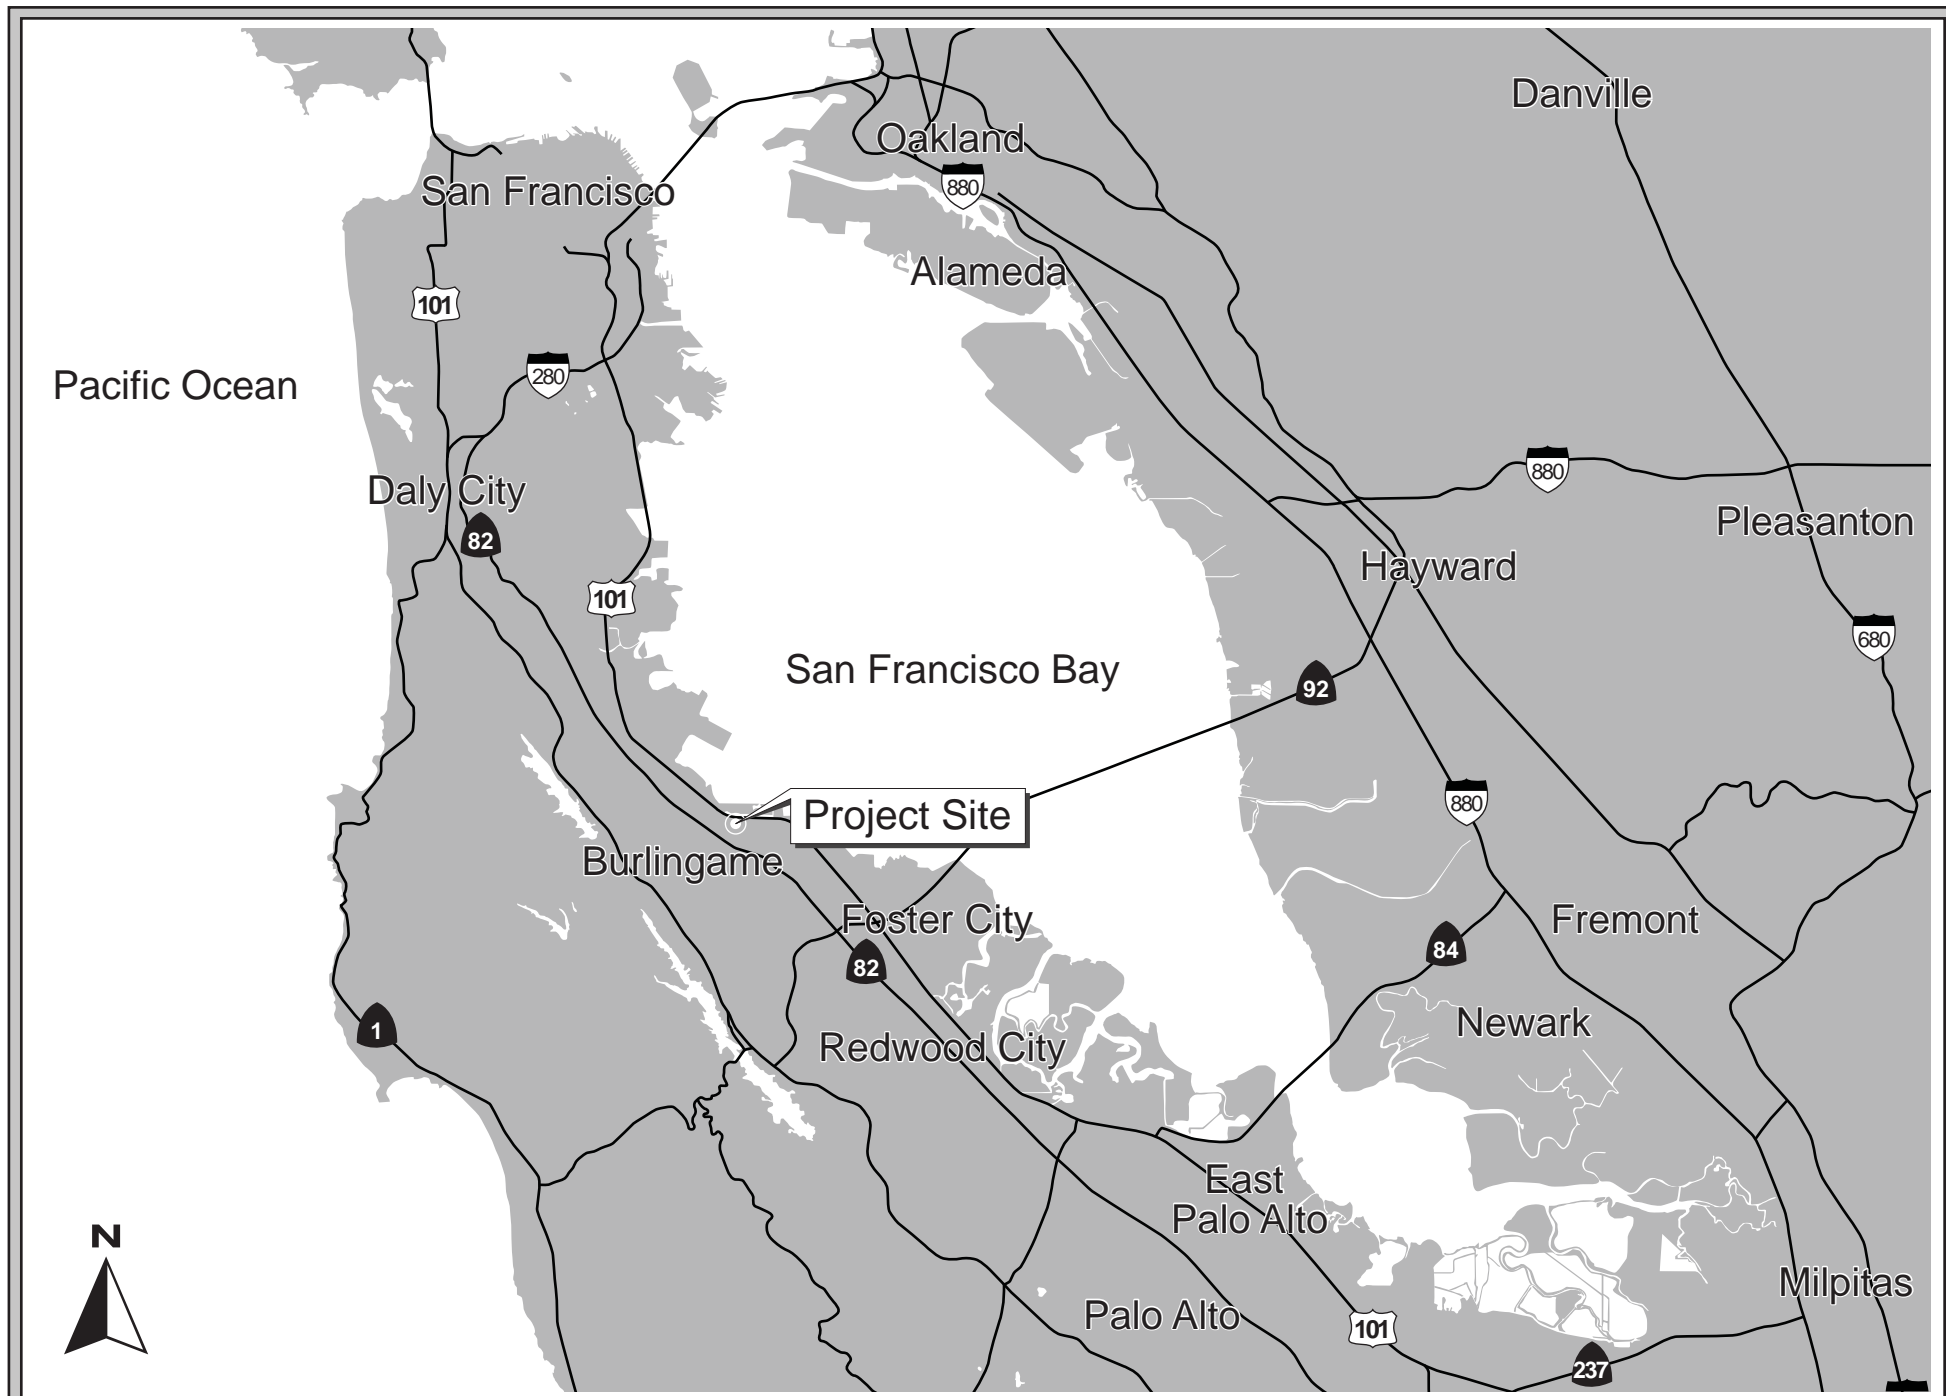 Danville
Oakland
880
San Francisco
Alameda
101
280
Pacific Ocean
880
Daly City
82
Pleasanton
Hayward
101
680
San Francisco Bay
92
880
Project Site
Burlingame
Foster City
Fremont
84
82
1
Newark
Redwood City
East
Palo Alto
N
Milpitas
Palo Alto
101
237